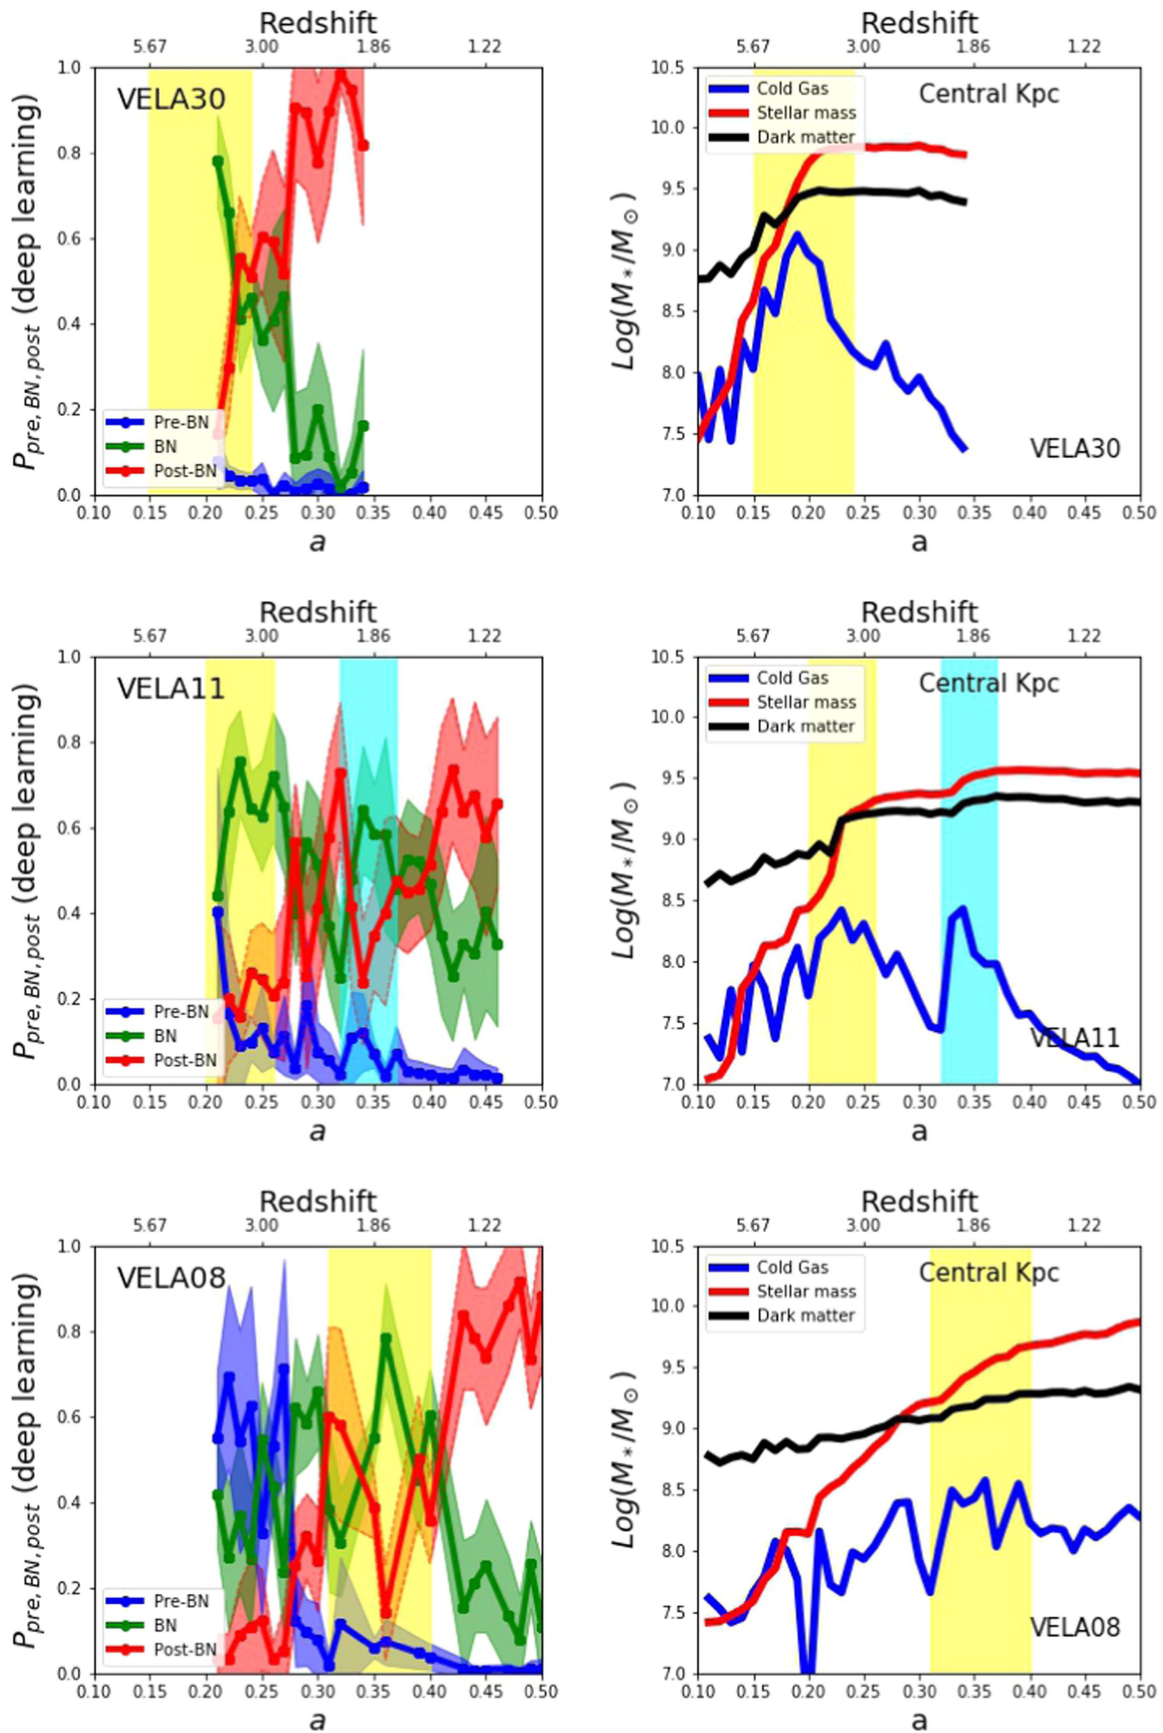 Redshift
5.67 3.00 1.86 1.22
VELA30
P_{pre, BN, post} (deep learning)
1.0
0.8
0.6
0.4
0.2
0.0
Pre-BN
BN
Post-BN
0.10 0.15 0.20 0.25 0.30 0.35 0.40 0.45 0.50
a
Redshift
5.67 3.00 1.86 1.22
Cold Gas
Stellar mass
Dark matter
Central Kpc
Log(M_*/M_⊙)
10.5
10.0
9.5
9.0
8.5
8.0
7.5
7.0
VELA30
0.10 0.15 0.20 0.25 0.30 0.35 0.40 0.45 0.50
a
Redshift
5.67 3.00 1.86 1.22
VELA11
P_{pre, BN, post} (deep learning)
1.0
0.8
0.6
0.4
0.2
0.0
Pre-BN
BN
Post-BN
0.10 0.15 0.20 0.25 0.30 0.35 0.40 0.45 0.50
a
Redshift
5.67 3.00 1.86 1.22
Cold Gas
Stellar mass
Dark matter
Central Kpc
Log(M_*/M_⊙)
10.5
10.0
9.5
9.0
8.5
8.0
7.5
7.0
VELA11
0.10 0.15 0.20 0.25 0.30 0.35 0.40 0.45 0.50
a
Redshift
5.67 3.00 1.86 1.22
VELA08
P_{pre, BN, post} (deep learning)
1.0
0.8
0.6
0.4
0.2
0.0
Pre-BN
BN
Post-BN
0.10 0.15 0.20 0.25 0.30 0.35 0.40 0.45 0.50
a
Redshift
5.67 3.00 1.86 1.22
Cold Gas
Stellar mass
Dark matter
Central Kpc
Log(M_*/M_⊙)
10.5
10.0
9.5
9.0
8.5
8.0
7.5
7.0
VELA08
0.10 0.15 0.20 0.25 0.30 0.35 0.40 0.45 0.50
a